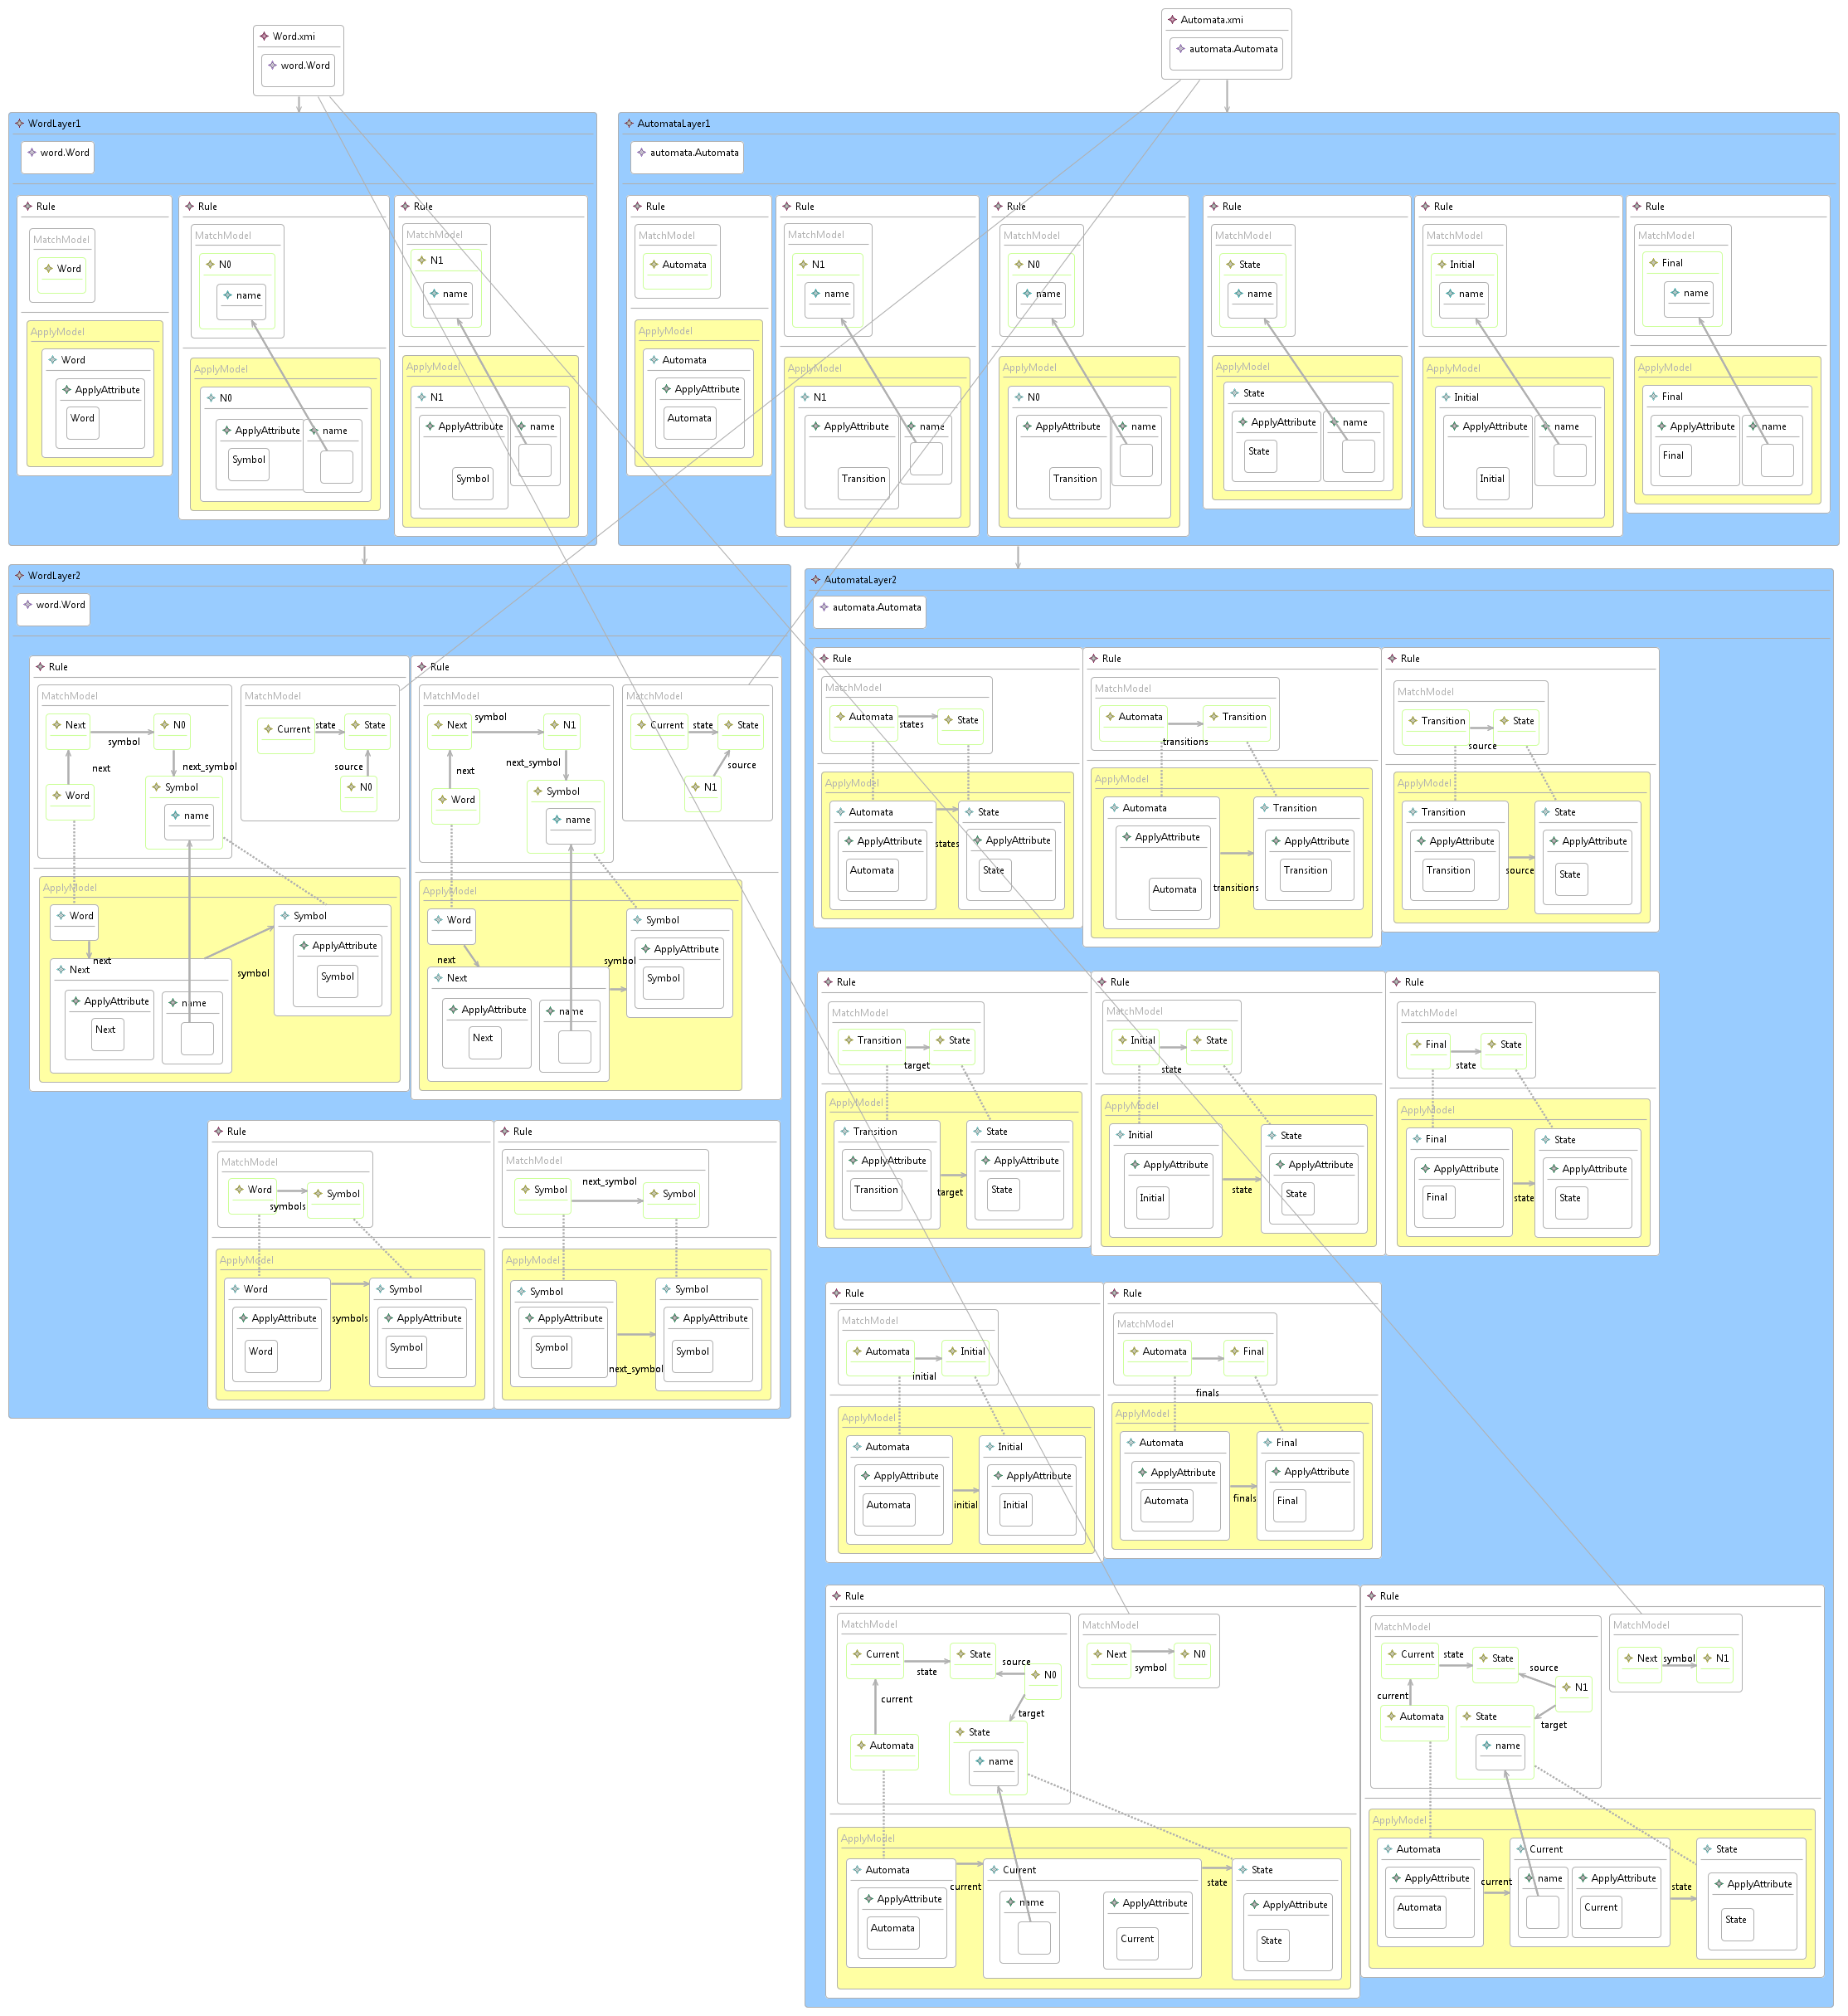 Word.xmi
word.Word
Automata.xmi
automata.Automata
WordLayer1
word.Word
Rule
MatchModel
Word
ApplyModel
Word
ApplyAttribute
Word
Rule
MatchModel
N0
name
ApplyModel
N0
ApplyAttribute
name
Symbol
Rule
MatchModel
N1
name
ApplyModel
N1
ApplyAttribute
name
Symbol
AutomataLayer1
automata.Automata
Rule
MatchModel
Automata
ApplyModel
Automata
ApplyAttribute
Automata
Rule
MatchModel
N1
name
ApplyModel
N1
ApplyAttribute
name
Transition
Rule
MatchModel
N0
name
ApplyModel
N0
ApplyAttribute
name
Transition
Rule
MatchModel
State
name
ApplyModel
State
ApplyAttribute
name
State
Rule
MatchModel
Initial
name
ApplyModel
Initial
ApplyAttribute
name
Initial
Rule
MatchModel
Final
name
ApplyModel
Final
ApplyAttribute
name
Final
WordLayer2
word.Word
Rule
MatchModel
Next
N0
symbol
next
next_symbol
Word
Symbol
name
MatchModel
Current
state
State
source
N0
ApplyModel
Word
Symbol
next
ApplyAttribute
Next
symbol
Symbol
ApplyAttribute
name
Next
Rule
MatchModel
Next
symbol
N1
next_symbol
next
Word
Symbol
name
MatchModel
Current
state
State
source
N1
ApplyModel
Word
Symbol
ApplyAttribute
next
symbol
Next
Symbol
ApplyAttribute
name
Next
Rule
MatchModel
Word
Symbol
symbols
ApplyModel
Word
Symbol
ApplyAttribute
symbols
ApplyAttribute
Word
Symbol
Rule
MatchModel
Symbol
next_symbol
Symbol
ApplyModel
Symbol
Symbol
ApplyAttribute
ApplyAttribute
Symbol
Symbol
next_symbol
AutomataLayer2
automata.Automata
Rule
MatchModel
Automata
states
State
ApplyModel
Automata
State
ApplyAttribute
states
ApplyAttribute
Automata
State
Rule
MatchModel
Automata
Transition
transitions
ApplyModel
Automata
Transition
ApplyAttribute
ApplyAttribute
Transition
Automata
transitions
Rule
MatchModel
Transition
State
source
ApplyModel
Transition
State
ApplyAttribute
ApplyAttribute
Transition
source
State
Rule
MatchModel
Transition
State
target
ApplyModel
Transition
State
ApplyAttribute
ApplyAttribute
Transition
target
State
Rule
MatchModel
Initial
State
state
ApplyModel
Initial
State
ApplyAttribute
ApplyAttribute
Initial
state
State
Rule
MatchModel
Final
State
state
ApplyModel
Final
State
ApplyAttribute
ApplyAttribute
Final
state
State
Rule
MatchModel
Automata
Initial
initial
ApplyModel
Automata
Initial
ApplyAttribute
ApplyAttribute
Automata
initial
Initial
Rule
MatchModel
Automata
Final
finals
ApplyModel
Automata
Final
ApplyAttribute
ApplyAttribute
Automata
finals
Final
Rule
MatchModel
Current
state
State
source
N0
current
target
State
Automata
name
MatchModel
Next
symbol
N0
ApplyModel
Automata
current
Current
state
State
ApplyAttribute
name
ApplyAttribute
ApplyAttribute
Automata
Current
State
Rule
MatchModel
Current
state
State
source
N1
current
target
Automata
State
name
MatchModel
Next
symbol
N1
ApplyModel
Automata
Current
State
ApplyAttribute
current
name
ApplyAttribute
state
ApplyAttribute
Automata
Current
State